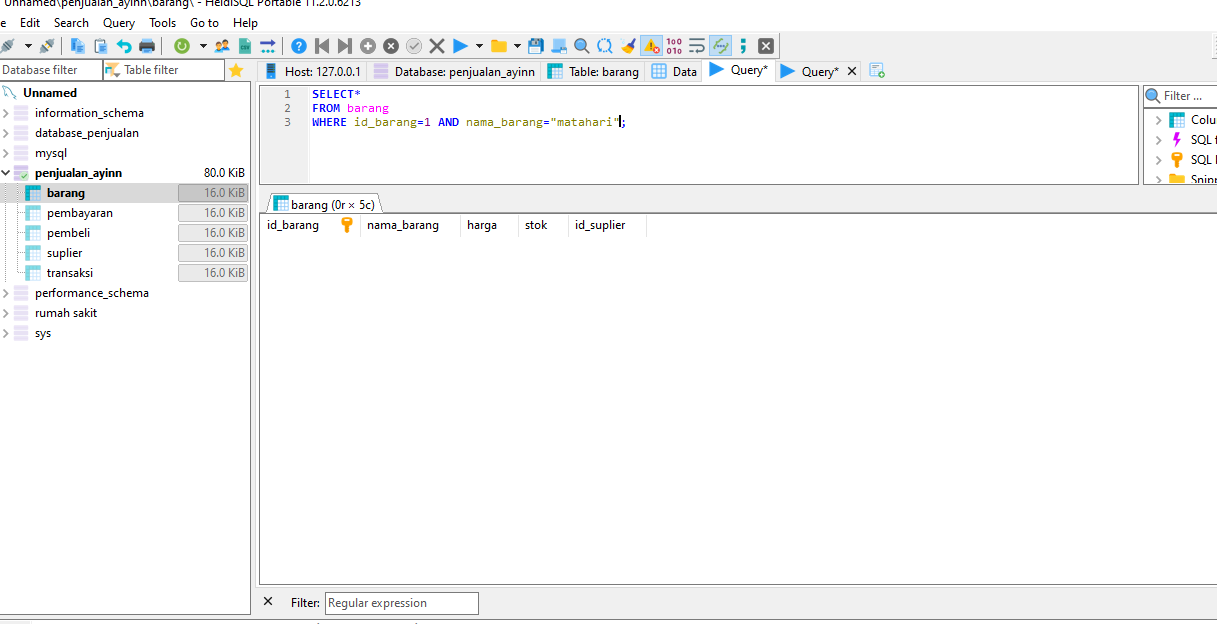 Unnamed\penjualan_ayinn\barang\ - HeidiSQL Portable 11.2.0.6213
e Edit Search Query Tools Go to Help
Database filter Table filter
Host: 127.0.0.1 Database: penjualan_ayinn Table: barang Data Query* Query*
Unnamed
information_schema
database_penjualan
mysql
penjualan_ayinn 80.0 KiB
barang 16.0 KiB
pembayaran 16.0 KiB
pembeli 16.0 KiB
suplier 16.0 KiB
transaksi 16.0 KiB
performance_schema
rumah sakit
sys
1 SELECT*
2 FROM barang
3 WHERE id_barang=1 AND nama_barang="matahari";
Filter ...
Colu
SQL f
SQL
Snipp
barang (0r × 5c)
id_barang nama_barang harga stok id_suplier
Filter: Regular expression